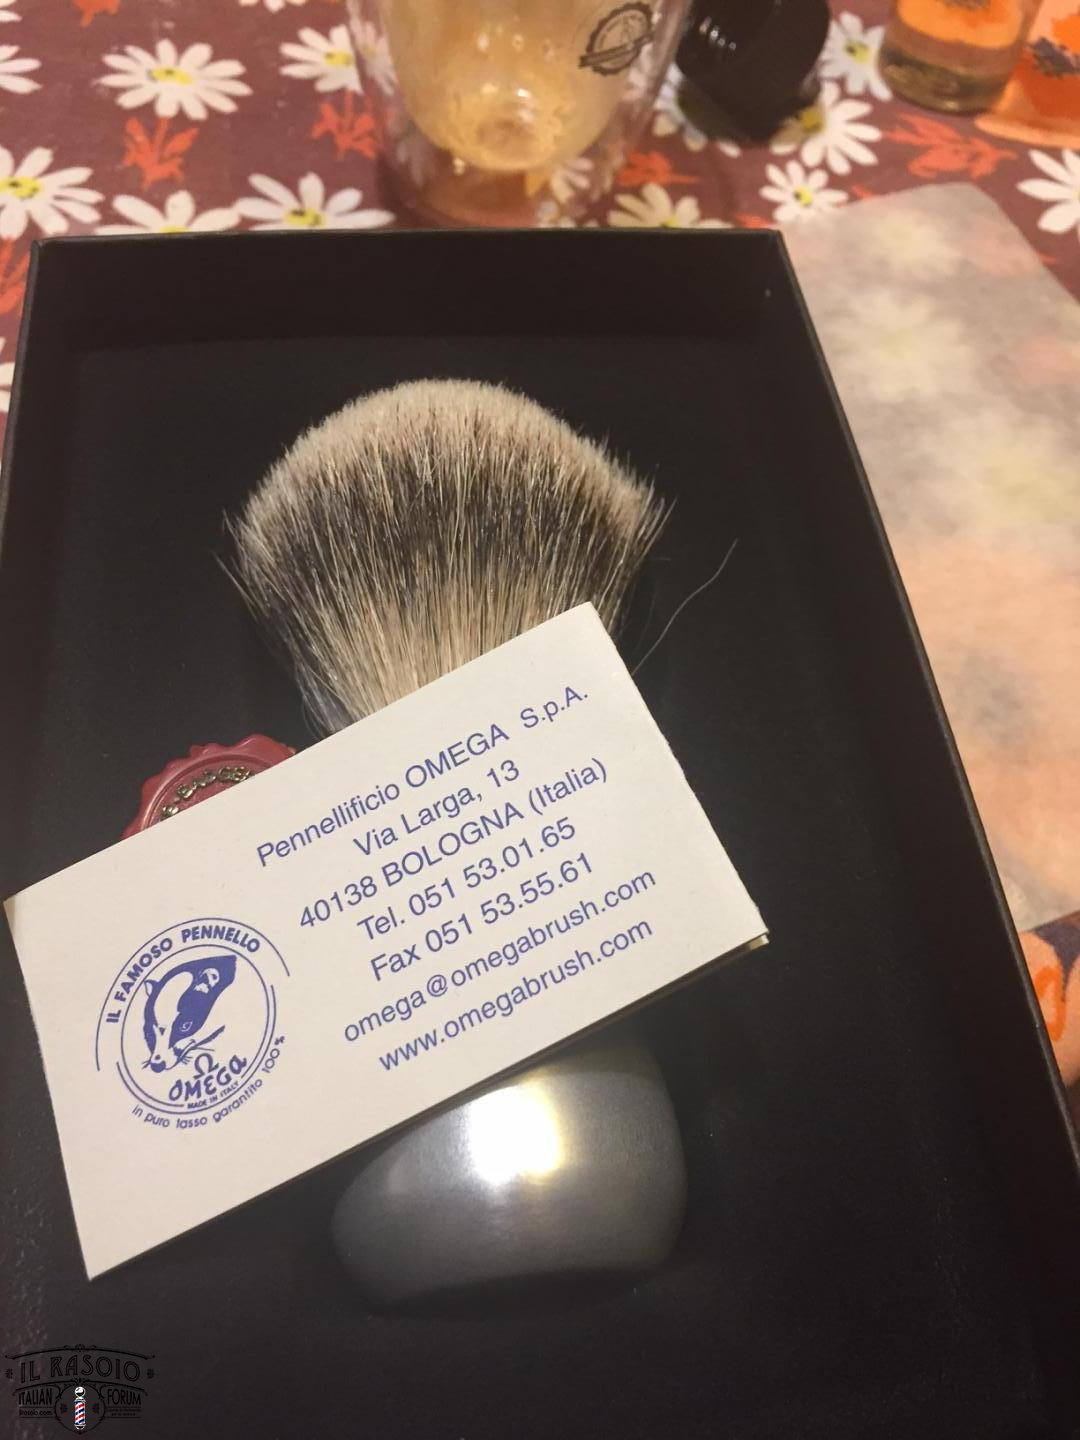 Pennellificio OMEGA S.p.A.
Via Larga, 13
40138 BOLOGNA (Italia)
Tel. 051 53.01.65
Fax 051 53.55.61
omega@omegabrush.com
www.omegabrush.com
IL FAMOSO PENNELLO
Ω
OMEGA
MADE IN ITALY
in puro tasso garantito 100%
IL RASOIO
ITALIAN FORUM